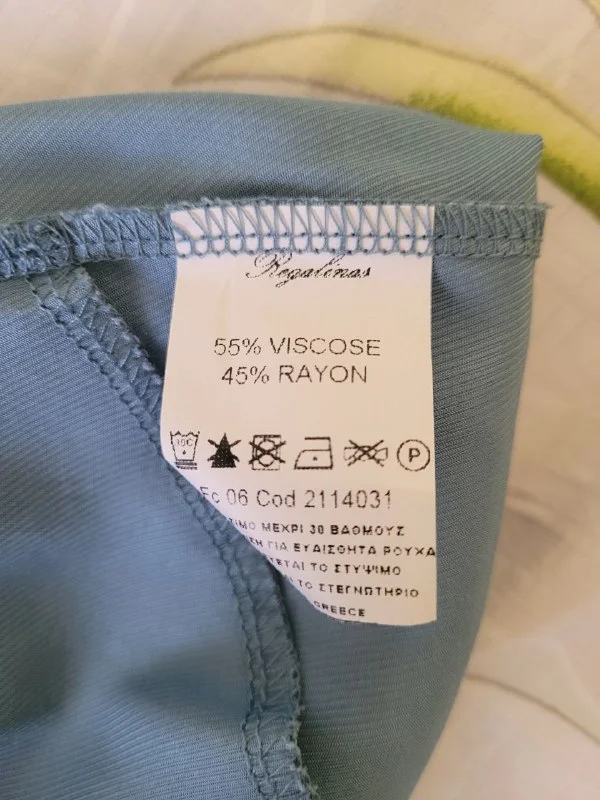 Regalinas
55% VISCOSE
45% RAYON
P
Fc 06 Cod 2114031
ΜΕΧΡΙ 30 ΒΑΘΜΟΥΣ
ΓΙΑ ΕΥΑΙΣΘΗΤΑ ΡΟΥΧΑ
ΤΟ ΣΤΥΨΙΜΟ
ΤΟ ΣΤΕΓΝΩΤΗΡΙΟ
GREECE